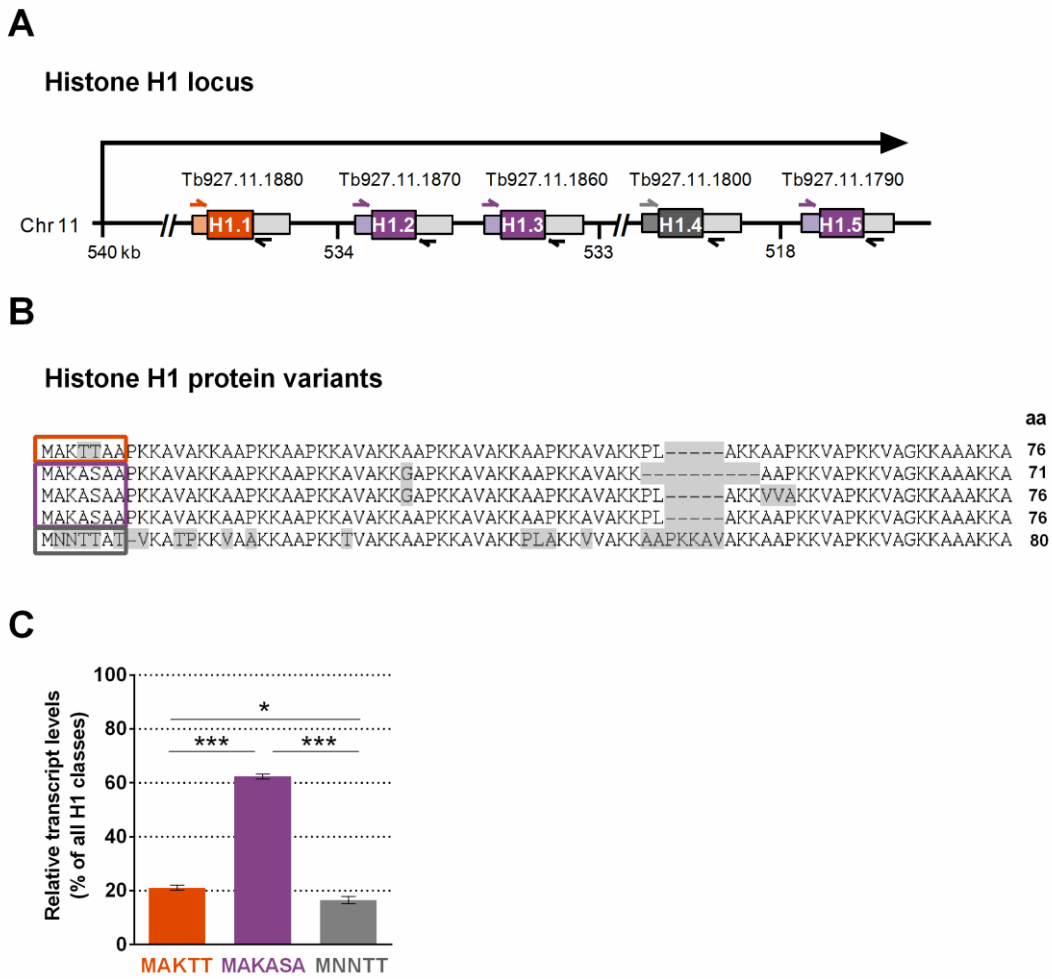 A
Histone H1 locus
Tb927.11.1880 Tb927.11.1870 Tb927.11.1860 Tb927.11.1800 Tb927.11.1790
Chr 11 H1.1 H1.2 H1.3 H1.4 H1.5
540 kb 534 533 518
B
Histone H1 protein variants
aa
MAKTTAAPKKAVAKKAAPKKAAPKKAVAKKAAPKKAVAKKAAPKKAVAKKPL-----AKKAAPKKVAPKKVAGKKAAAKKA 76
MAKASAAPKKAVAKKAAPKKAAPKKAVAKKGAPKKAVAKKAAPKKAVAKK----------AAPKKVAPKKVAGKKAAAKKA 71
MAKASAAPKKAVAKKAAPKKAAPKKAVAKKGAPKKAVAKKAAPKKAVAKKPL-----AKKVVAKKVAPKKVAGKKAAAKKA 76
MAKASAAPKKAVAKKAAPKKAAPKKAVAKKAAPKKAVAKKAAPKKAVAKKPL-----AKKAAPKKVAPKKVAGKKAAAKKA 76
MNNTTAT-VKATPKKVAAKKAAPKKTVAKKAAPKKAVAKKPLAKKVVAKKAAPKKAVAKKAAPKKVAPKKVAGKKAAAKKA 80
C
Relative transcript levels
(% of all H1 classes)
100
80
60
40
20
0
*
*** ***
MAKTT MAKASA MNNTT